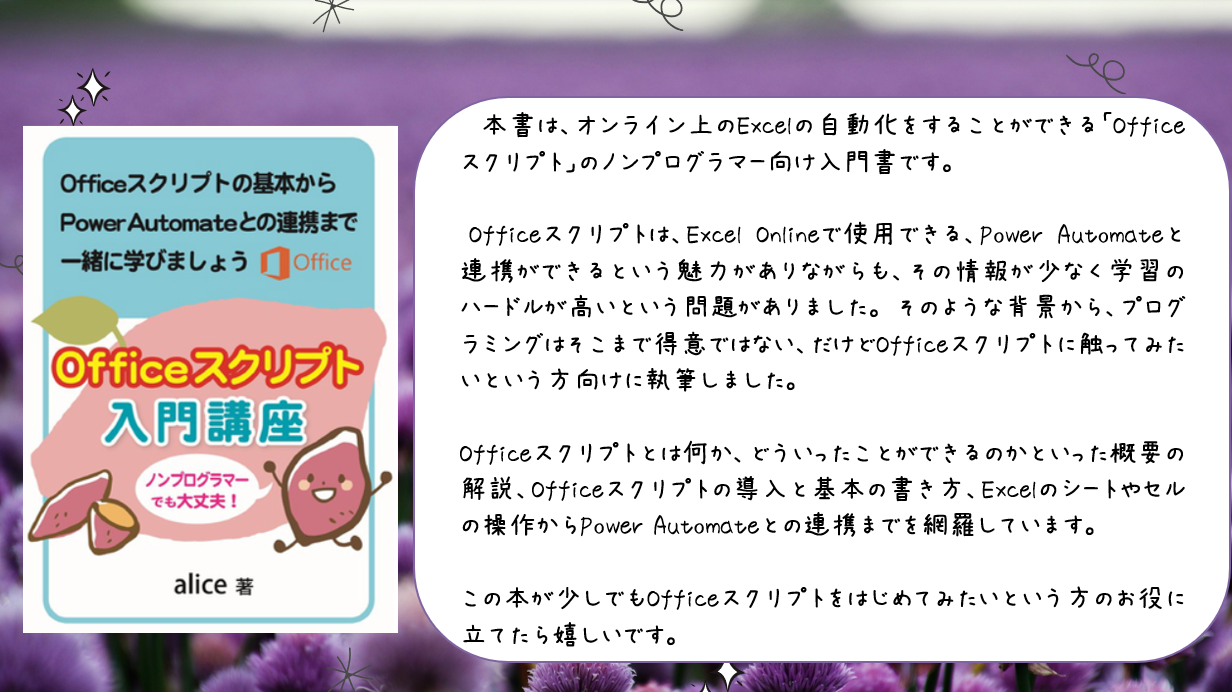 Officeスクリプトの基本から
Power Automateとの連携まで
一緒に学びましょう Office
Officeスクリプト
入門講座
ノンプログラマー
でも大丈夫！
alice 著
本書は、オンライン上のExcelの自動化をすることができる「Office
スクリプト」のノンプログラマー向け入門書です。
Officeスクリプトは、Excel Onlineで使用できる、Power Automateと
連携ができるという魅力がありながらも、その情報が少なく学習の
ハードルが高いという問題がありました。そのような背景から、プログ
ラミングはそこまで得意ではない、だけどOfficeスクリプトに触ってみた
いという方向けに執筆しました。
Officeスクリプトとは何か、どういったことができるのかといった概要の
解説、Officeスクリプトの導入と基本の書き方、Excelのシートやセル
の操作からPower Automateとの連携までを網羅しています。
この本が少しでもOfficeスクリプトをはじめてみたいという方のお役に
立てたら嬉しいです。